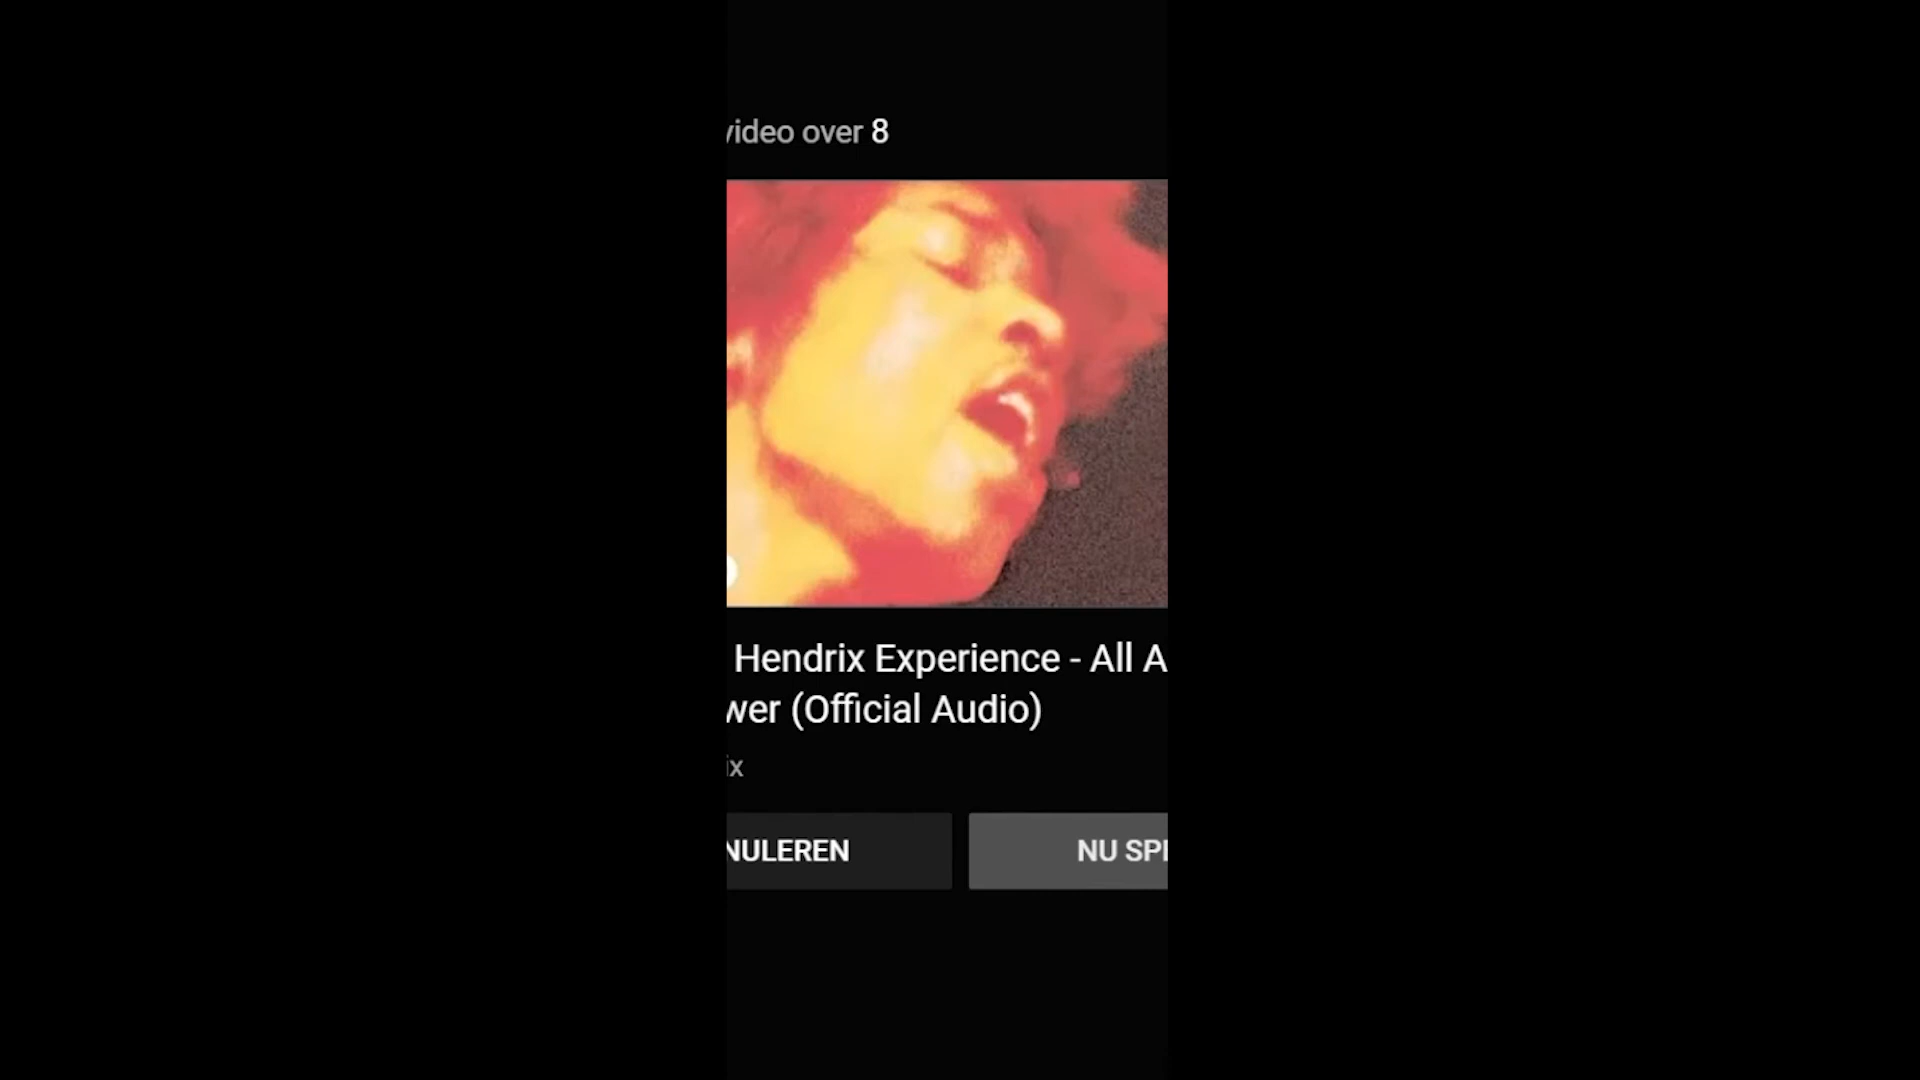 video over 8
Hendrix Experience - All A
wer (Official Audio)
ix
NULEREN
NU SP